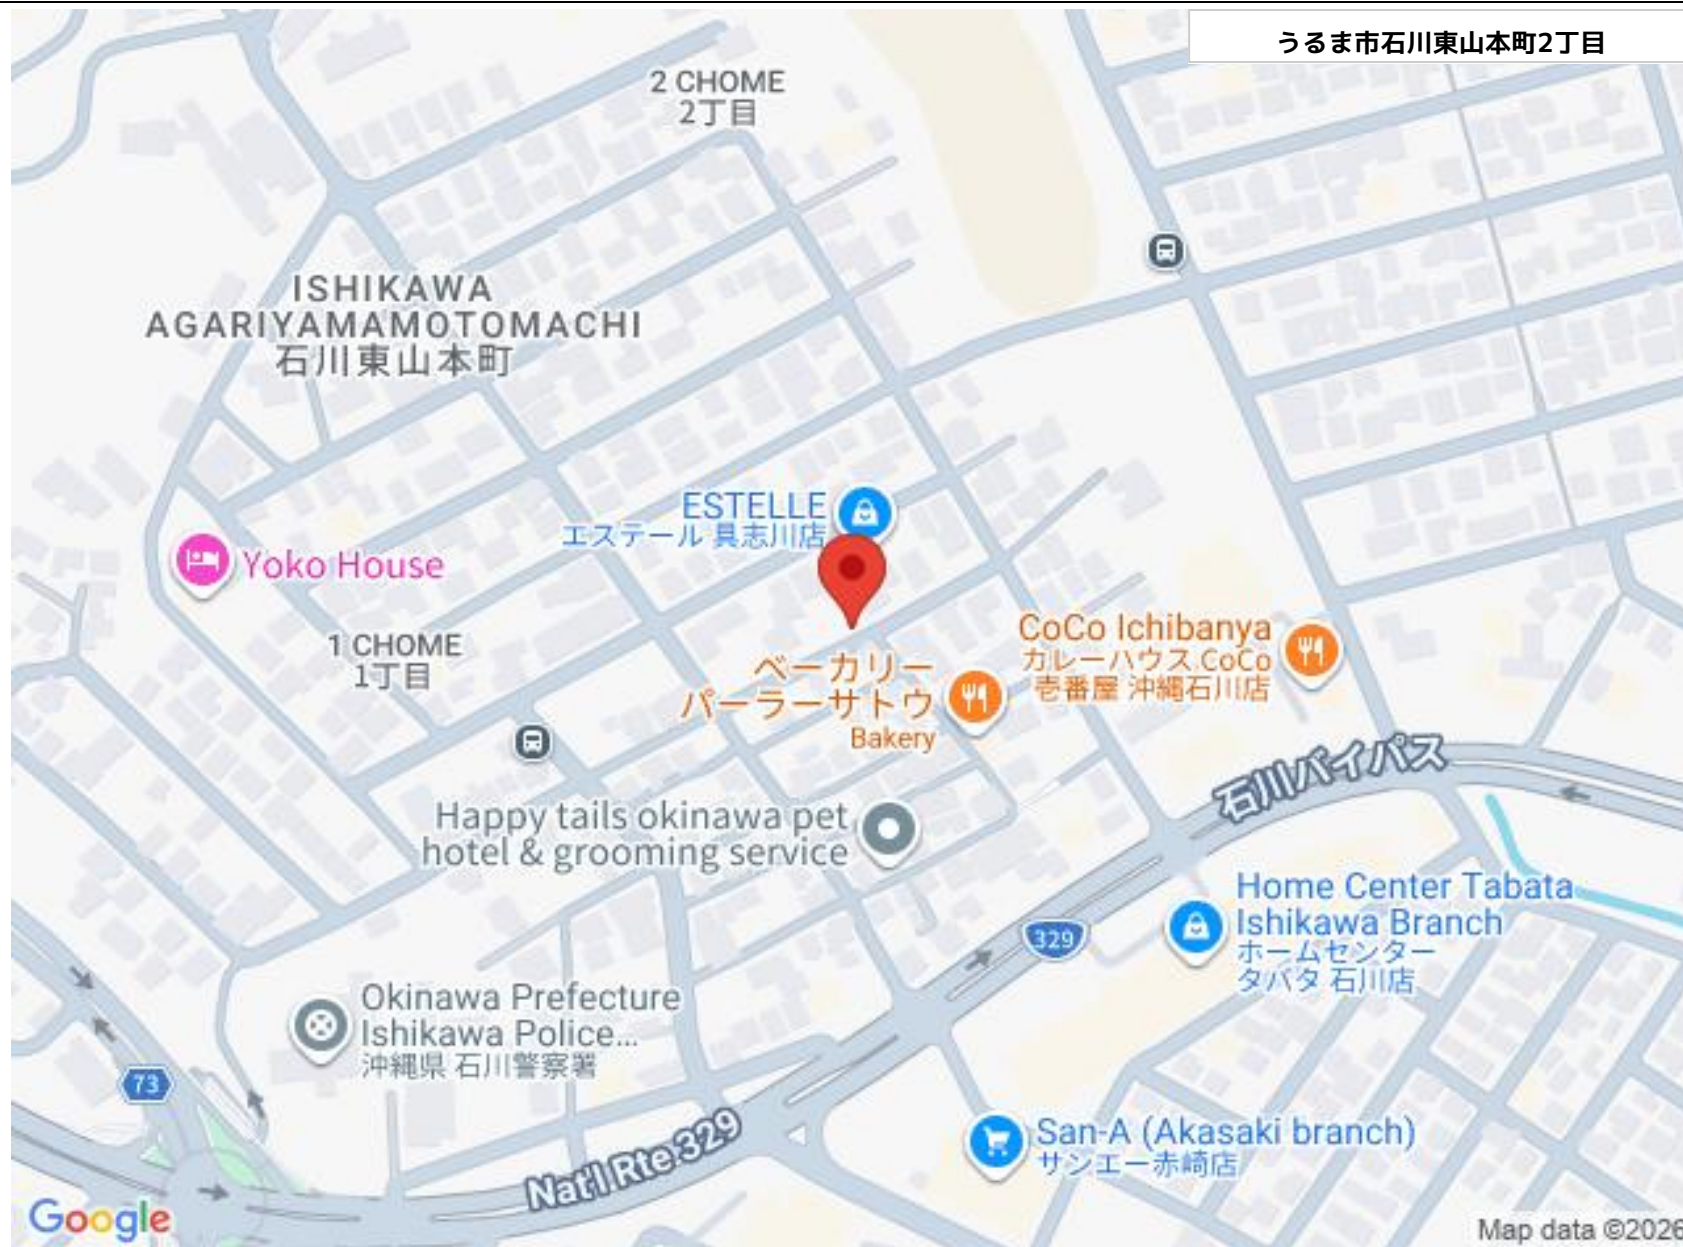 うるま市石川東山本町2丁目
2 CHOME
2丁目
ISHIKAWA
AGARIYAMAMOTOMACHI
石川東山本町
ESTELLE
エステール 具志川店
Yoko House
1 CHOME
1丁目
CoCo Ichibanya
カレーハウス CoCo
壱番屋 沖縄石川店
ベーカリー
パーラーサトウ
Bakery
石川バイパス
Happy tails okinawa pet
hotel & grooming service
Home Center Tabata
Ishikawa Branch
ホームセンター
タバタ 石川店
329
Okinawa Prefecture
Ishikawa Police...
沖縄県 石川警察署
73
San-A (Akasaki branch)
サンエー赤崎店
Nat'l Rte 329
Google
Map data ©2026